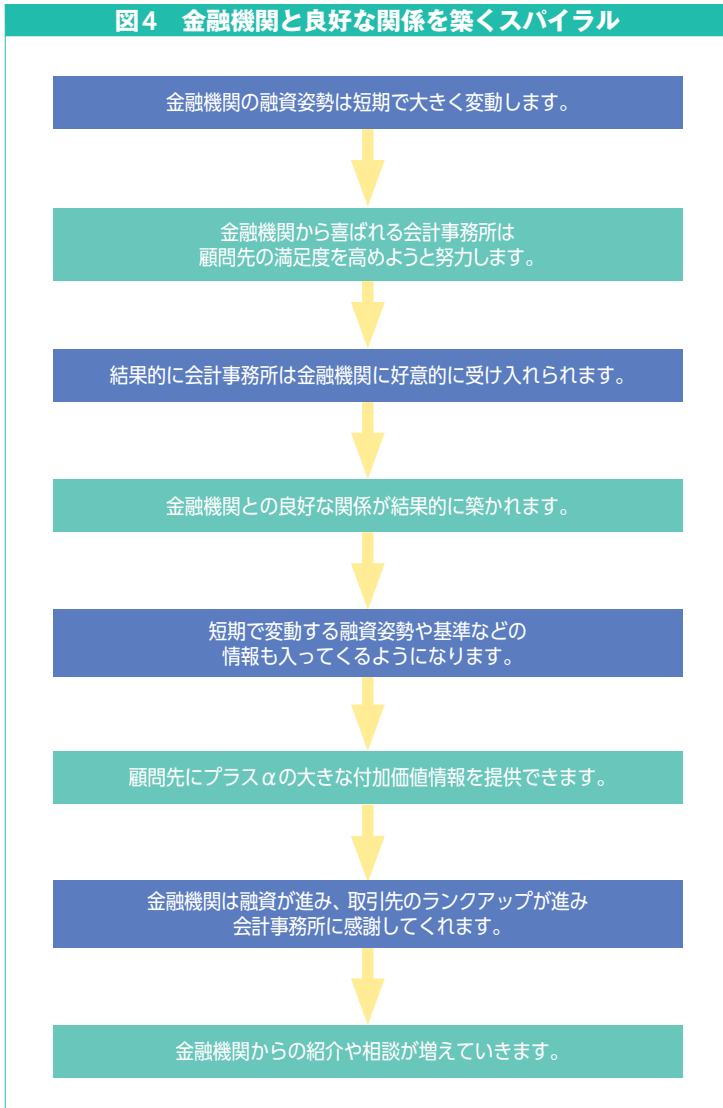 図4 金融機関と良好な関係を築くスパイラル
金融機関の融資姿勢は短期で大きく変動します。
金融機関から喜ばれる会計事務所は
顧問先の満足度を高めようと努力します。
結果的に会計事務所は金融機関に好意的に受け入れられます。
金融機関との良好な関係が結果的に築かれます。
短期で変動する融資姿勢や基準などの
情報も入ってくるようになります。
顧問先にプラスαの大きな付加価値情報を提供できます。
金融機関は融資が進み、取引先のランクアップが進み
会計事務所に感謝してくれます。
金融機関からの紹介や相談が増えていきます。